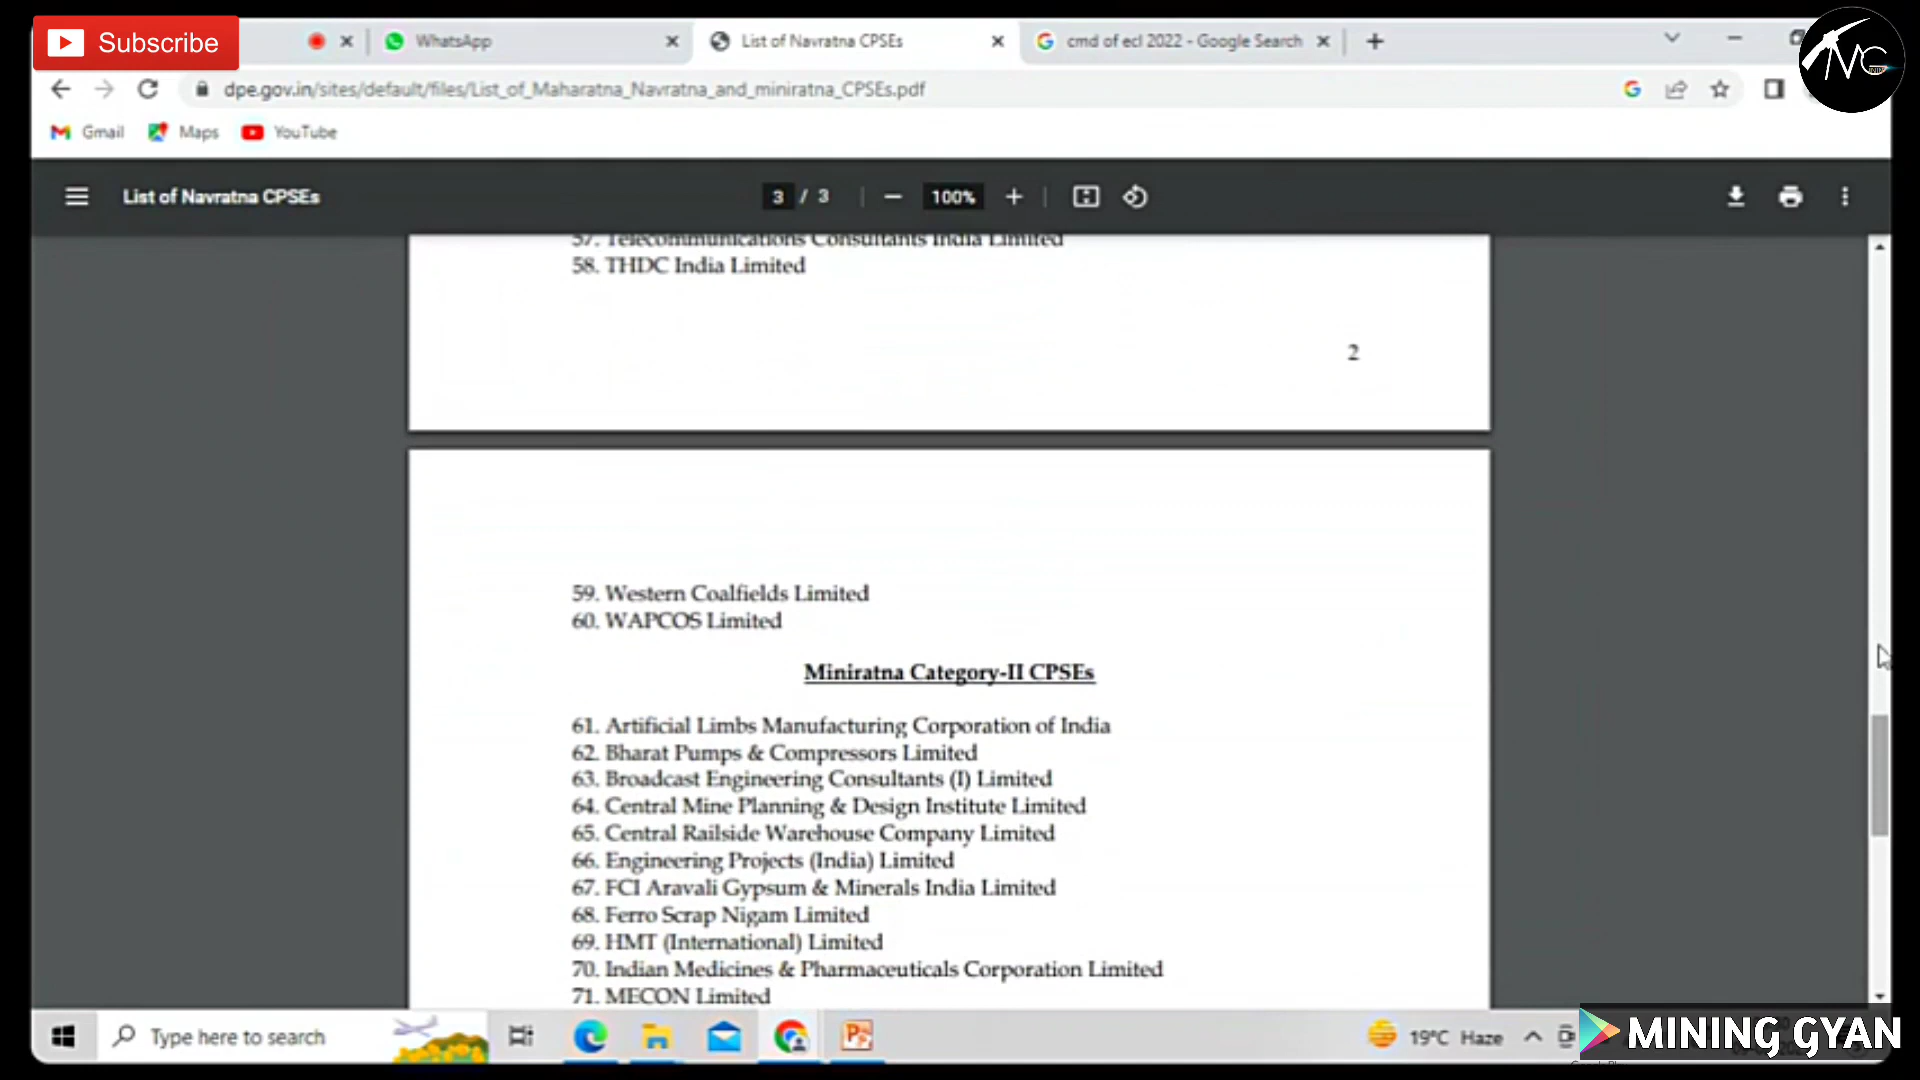 Subscribe
WhatsApp
List of Navratna CPSEs
cmd of ecl 2022 - Google Search
dpe.gov.in/sites/default/files/List_of_Maharatna_Navratna_and_miniratna_CPSEs.pdf
Gmail
Maps
YouTube
List of Navratna CPSEs
3 / 3
100%
57. Telecommunications Consultants India Limited
58. THDC India Limited
2
59. Western Coalfields Limited
60. WAPCOS Limited
Miniratna Category-II CPSEs
61. Artificial Limbs Manufacturing Corporation of India
62. Bharat Pumps & Compressors Limited
63. Broadcast Engineering Consultants (I) Limited
64. Central Mine Planning & Design Institute Limited
65. Central Railside Warehouse Company Limited
66. Engineering Projects (India) Limited
67. FCI Aravali Gypsum & Minerals India Limited
68. Ferro Scrap Nigam Limited
69. HMT (International) Limited
70. Indian Medicines & Pharmaceuticals Corporation Limited
71. MECON Limited
Type here to search
19°C Haze
MINING GYAN